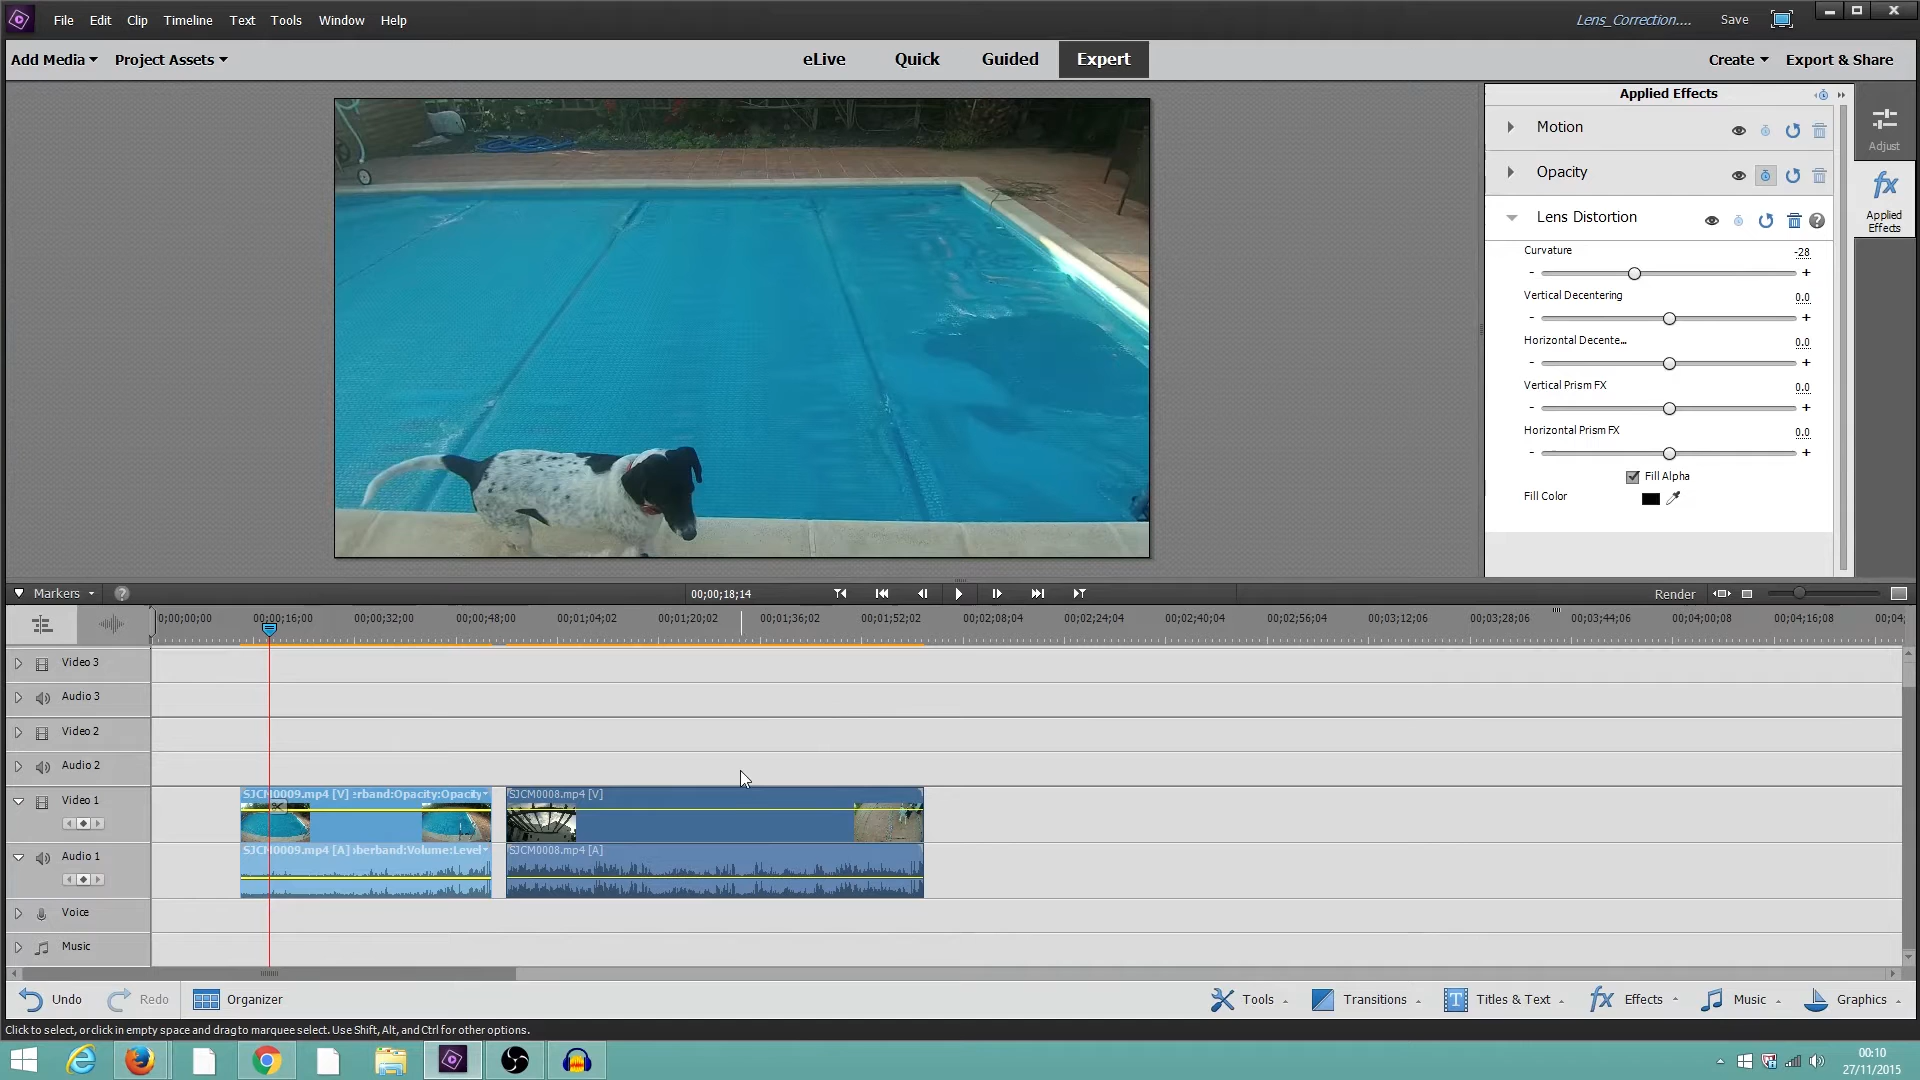 File Edit Clip Timeline Text Tools Window Help Lens_Correction.... Save
Add Media Project Assets eLive Quick Guided Expert Create Export & Share
Applied Effects
Motion
Opacity
Lens Distortion
Curvature -28
- +
Vertical Decentering 0.0
- +
Horizontal Decente... 0.0
- +
Vertical Prism FX 0.0
- +
Horizontal Prism FX 0.0
- +
Fill Alpha
Fill Color
Adjust
fx
Applied
Effects
Markers 00;00;18;14 Render
0;00;00;00 00;00;16;00 00;00;32;00 00;00;48;00 00;01;04;02 00;01;20;02 00;01;36;02 00;01;52;02 00;02;08;04 00;02;24;04 00;02;40;04 00;02;56;04 00;03;12;06 00;03;28;06 00;03;44;06 00;04;00;08 00;04;16;08 00;04;
Video 3
Audio 3
Video 2
Audio 2
Video 1
SJCM0009.mp4 [V] :rband:Opacity:Opacity SJCM0008.mp4 [V]
Audio 1
SJCM0009.mp4 [A] )berband:Volume:Level SJCM0008.mp4 [A]
Voice
Music
Undo Redo Organizer Tools Transitions T Titles & Text fx Effects Music Graphics
Click to select, or click in empty space and drag to marquee select. Use Shift, Alt, and Ctrl for other options.
00:10
27/11/2015